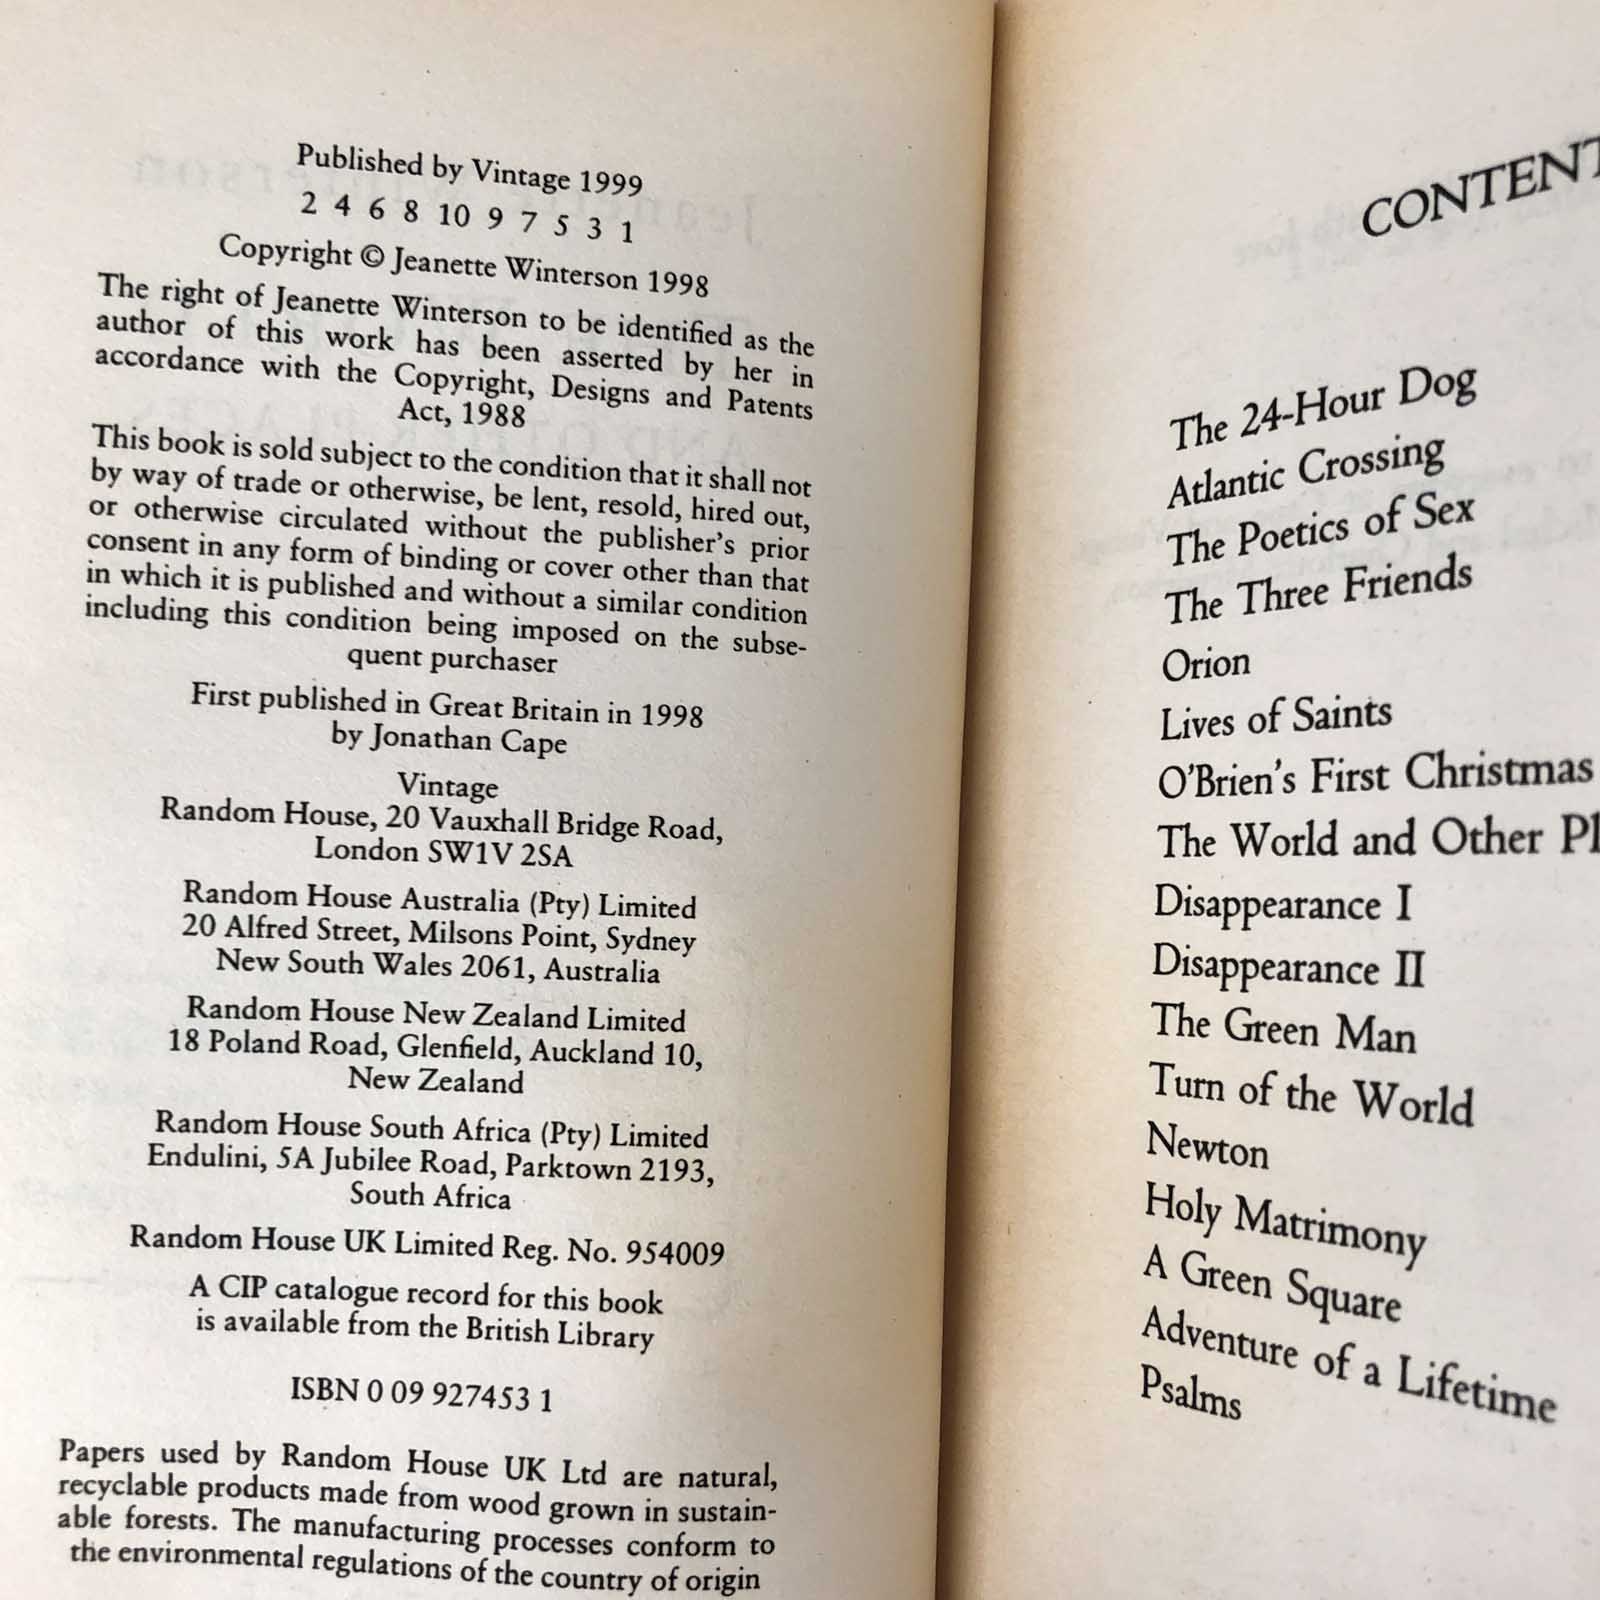 Published by Vintage 1999
2 4 6 8 10 9 7 5 3 1
Copyright © Jeanette Winterson 1998
The right of Jeanette Winterson to be identified as the
author of this work has been asserted by her in
accordance with the Copyright, Designs and Patents
Act, 1988
This book is sold subject to the condition that it shall not
by way of trade or otherwise, be lent, resold, hired out,
or otherwise circulated without the publisher's prior
consent in any form of binding or cover other than that
in which it is published and without a similar condition
including this condition being imposed on the subse-
quent purchaser
First published in Great Britain in 1998
by Jonathan Cape
Vintage
Random House, 20 Vauxhall Bridge Road,
London SW1V 2SA
Random House Australia (Pty) Limited
20 Alfred Street, Milsons Point, Sydney
New South Wales 2061, Australia
Random House New Zealand Limited
18 Poland Road, Glenfield, Auckland 10,
New Zealand
Random House South Africa (Pty) Limited
Endulini, 5A Jubilee Road, Parktown 2193,
South Africa
Random House UK Limited Reg. No. 954009
A CIP catalogue record for this book
is available from the British Library
ISBN 0 09 927453 1
Papers used by Random House UK Ltd are natural,
recyclable products made from wood grown in sustain-
able forests. The manufacturing processes conform to
the environmental regulations of the country of origin
CONTENT
The 24-Hour Dog
Atlantic Crossing
The Poetics of Sex
The Three Friends
Orion
Lives of Saints
O'Brien's First Christmas
The World and Other Pl
Disappearance I
Disappearance II
The Green Man
Turn of the World
Newton
Holy Matrimony
A Green Square
Adventure of a Lifetime
Psalms